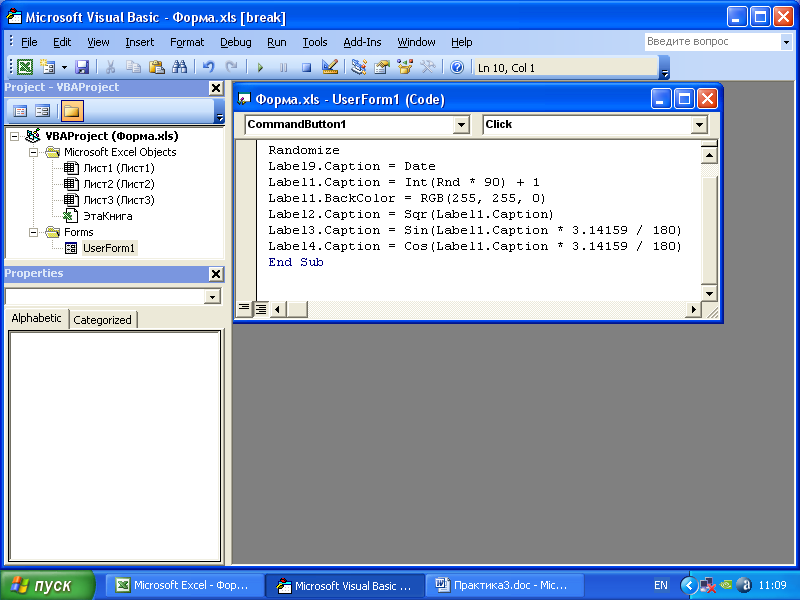 Microsoft Visual Basic - Форма.xls [break]
File Edit View Insert Format Debug Run Tools Add-Ins Window Help
Введите вопрос
Ln 10, Col 1
Project - VBAProject
VBAProject (Форма.xls)
Microsoft Excel Objects
Лист1 (Лист1)
Лист2 (Лист2)
Лист3 (Лист3)
ЭтаКнига
Forms
UserForm1
Properties
Alphabetic Categorized
Форма.xls - UserForm1 (Code)
CommandButton1 Click
Randomize
Label9.Caption = Date
Label1.Caption = Int(Rnd * 90) + 1
Label1.BackColor = RGB(255, 255, 0)
Label2.Caption = Sqr(Label1.Caption)
Label3.Caption = Sin(Label1.Caption * 3.14159 / 180)
Label4.Caption = Cos(Label1.Caption * 3.14159 / 180)
End Sub
пуск Microsoft Excel - Фор... Microsoft Visual Basic ... Практика3.doc - Mic... EN 11:09